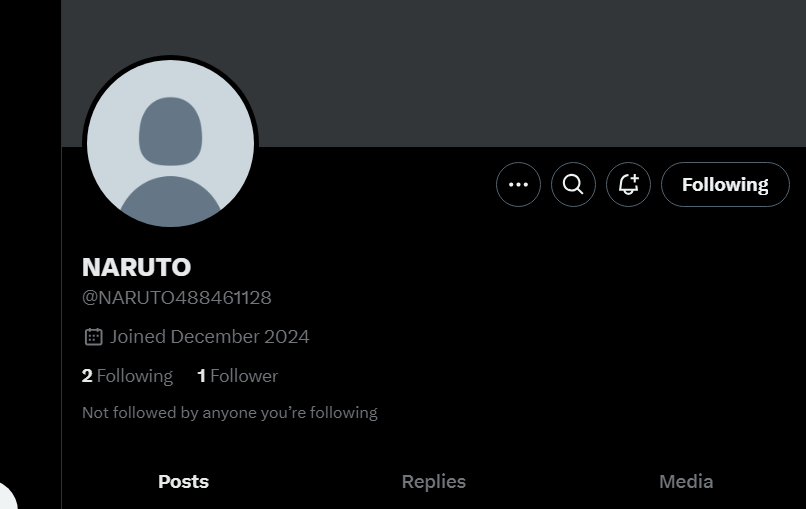 Following
NARUTO
@NARUTO488461128
Joined December 2024
2 Following 1 Follower
Not followed by anyone you’re following
Posts Replies Media